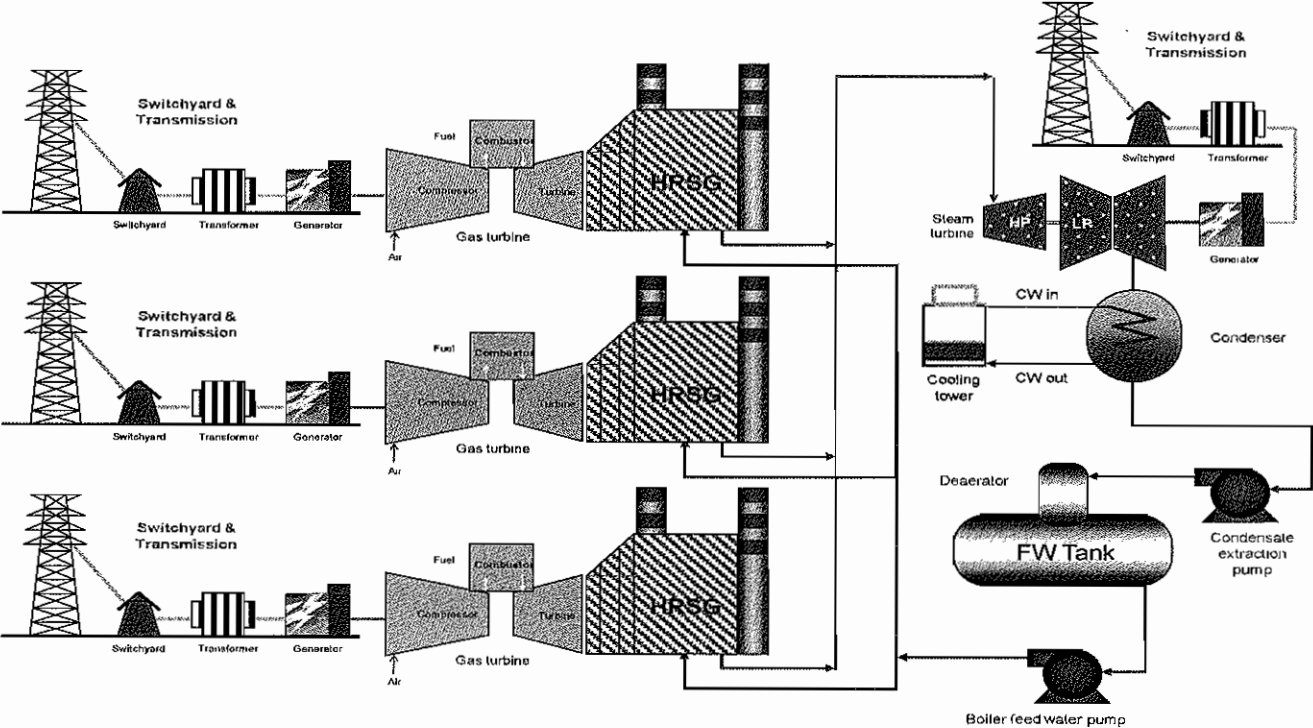 Switchyard &
Transmission
Switchyard
Transformer
Generator
Fuel
Combustor
Compressor
Turbine
Gas turbine
Air
HRSG
Switchyard &
Transmission
Switchyard
Transformer
Generator
Fuel
Combustor
Compressor
Turbine
Gas turbine
Air
HRSG
Switchyard &
Transmission
Switchyard
Transformer
Generator
Fuel
Combustor
Compressor
Turbine
Gas turbine
Air
HRSG
Switchyard &
Transmission
Switchyard
Transformer
Steam
turbine
HP
LP
Generator
CW in
CW out
Cooling
tower
Condenser
Deaerator
FW Tank
Condensate
extraction
pump
Boiler feed water pump